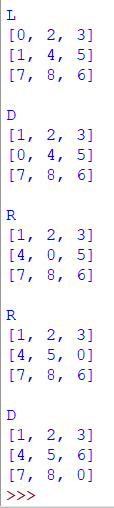 L
[0, 2, 3]
[1, 4, 5]
[7, 8, 6]
D
[1, 2, 3]
[0, 4, 5]
[7, 8, 6]
R
[1, 2, 3]
[4, 0, 5]
[7, 8, 6]
R
[1, 2, 3]
[4, 5, 0]
[7, 8, 6]
D
[1, 2, 3]
[4, 5, 6]
[7, 8, 0]
>>>